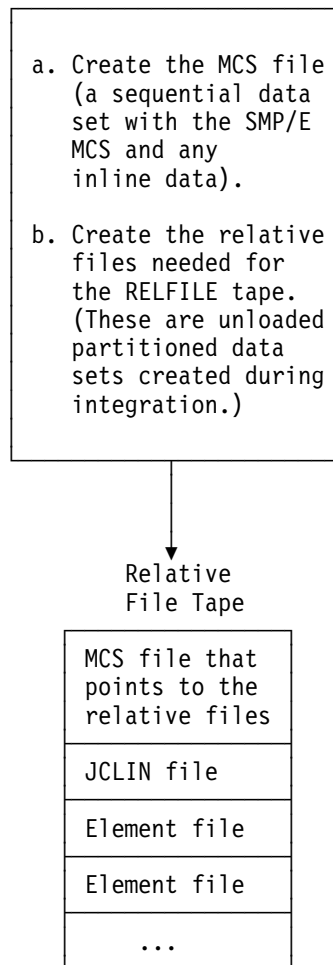 a. Create the MCS file
(a sequential data
set with the SMP/E
MCS and any
inline data).
b. Create the relative
files needed for
the RELFILE tape.
(These are unloaded
partitioned data
sets created during
integration.)
Relative
File Tape
MCS file that
points to the
relative files
JCLIN file
Element file
Element file
...